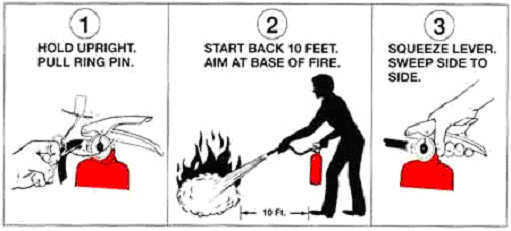 1
HOLD UPRIGHT.
PULL RING PIN.
2
START BACK 10 FEET.
AIM AT BASE OF FIRE.
10 Ft.
3
SQUEEZE LEVER.
SWEEP SIDE TO
SIDE.